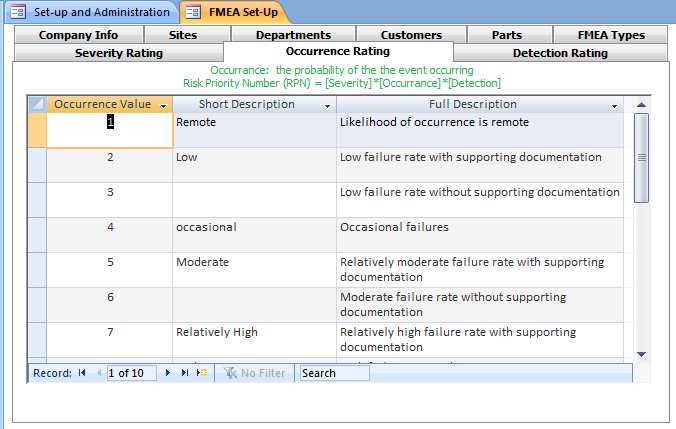 Set-up and Administration FMEA Set-Up
Company Info Sites Departments Customers Parts FMEA Types
Severity Rating Occurrence Rating Detection Rating
Occurrance: the probability of the the event occurring
Risk Priority Number (RPN) = [Severity]*[Occurrance]*[Detection]
Occurrence Value Short Description Full Description
1 Remote Likelihood of occurrence is remote
2 Low Low failure rate with supporting documentation
3 Low failure rate without supporting documentation
4 occasional Occasional failures
5 Moderate Relatively moderate failure rate with supporting
documentation
6 Moderate failure rate without supporting
documentation
7 Relatively High Relatively high failure rate with supporting
documentation
Record: 1 of 10 No Filter Search